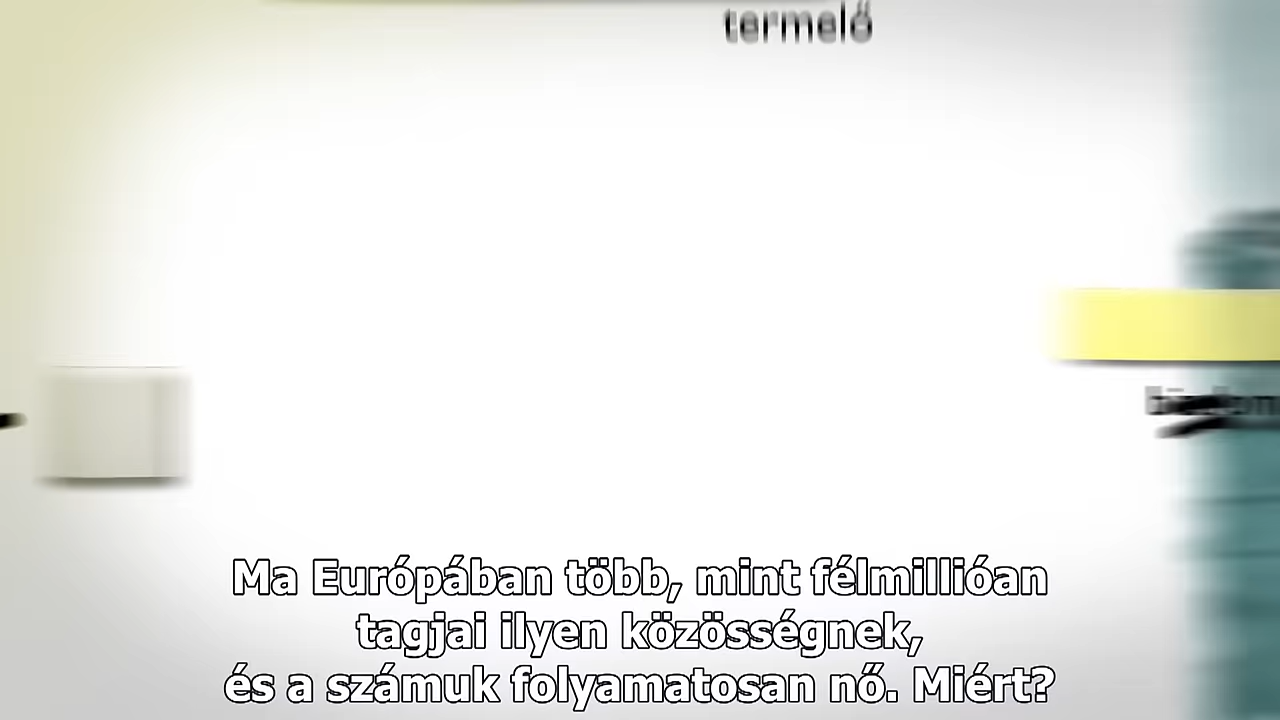 termelő
Ma Európában több, mint félmillióan
tagjai ilyen közösségnek,
és a számuk folyamatosan nő. Miért?